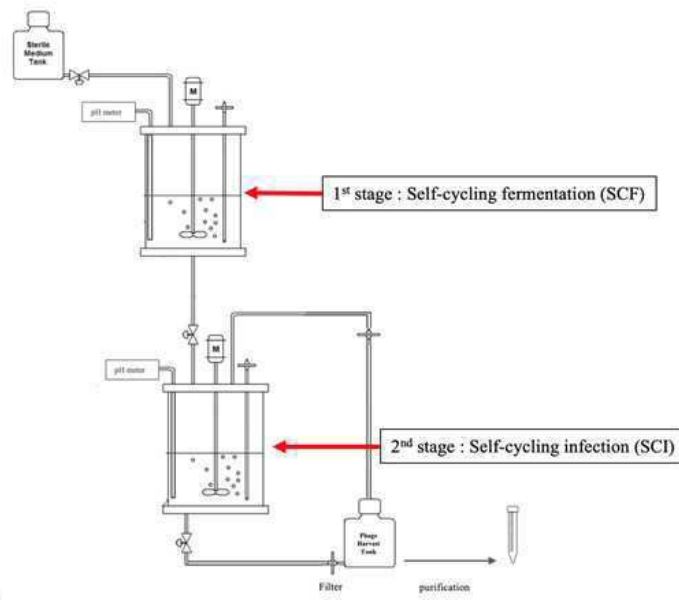 Sterile
Medium
Tank
M
pH meter
1st stage : Self-cycling fermentation (SCF)
M
pH meter
2nd stage : Self-cycling infection (SCI)
Phage
Harvest
Tank
Filter
purification